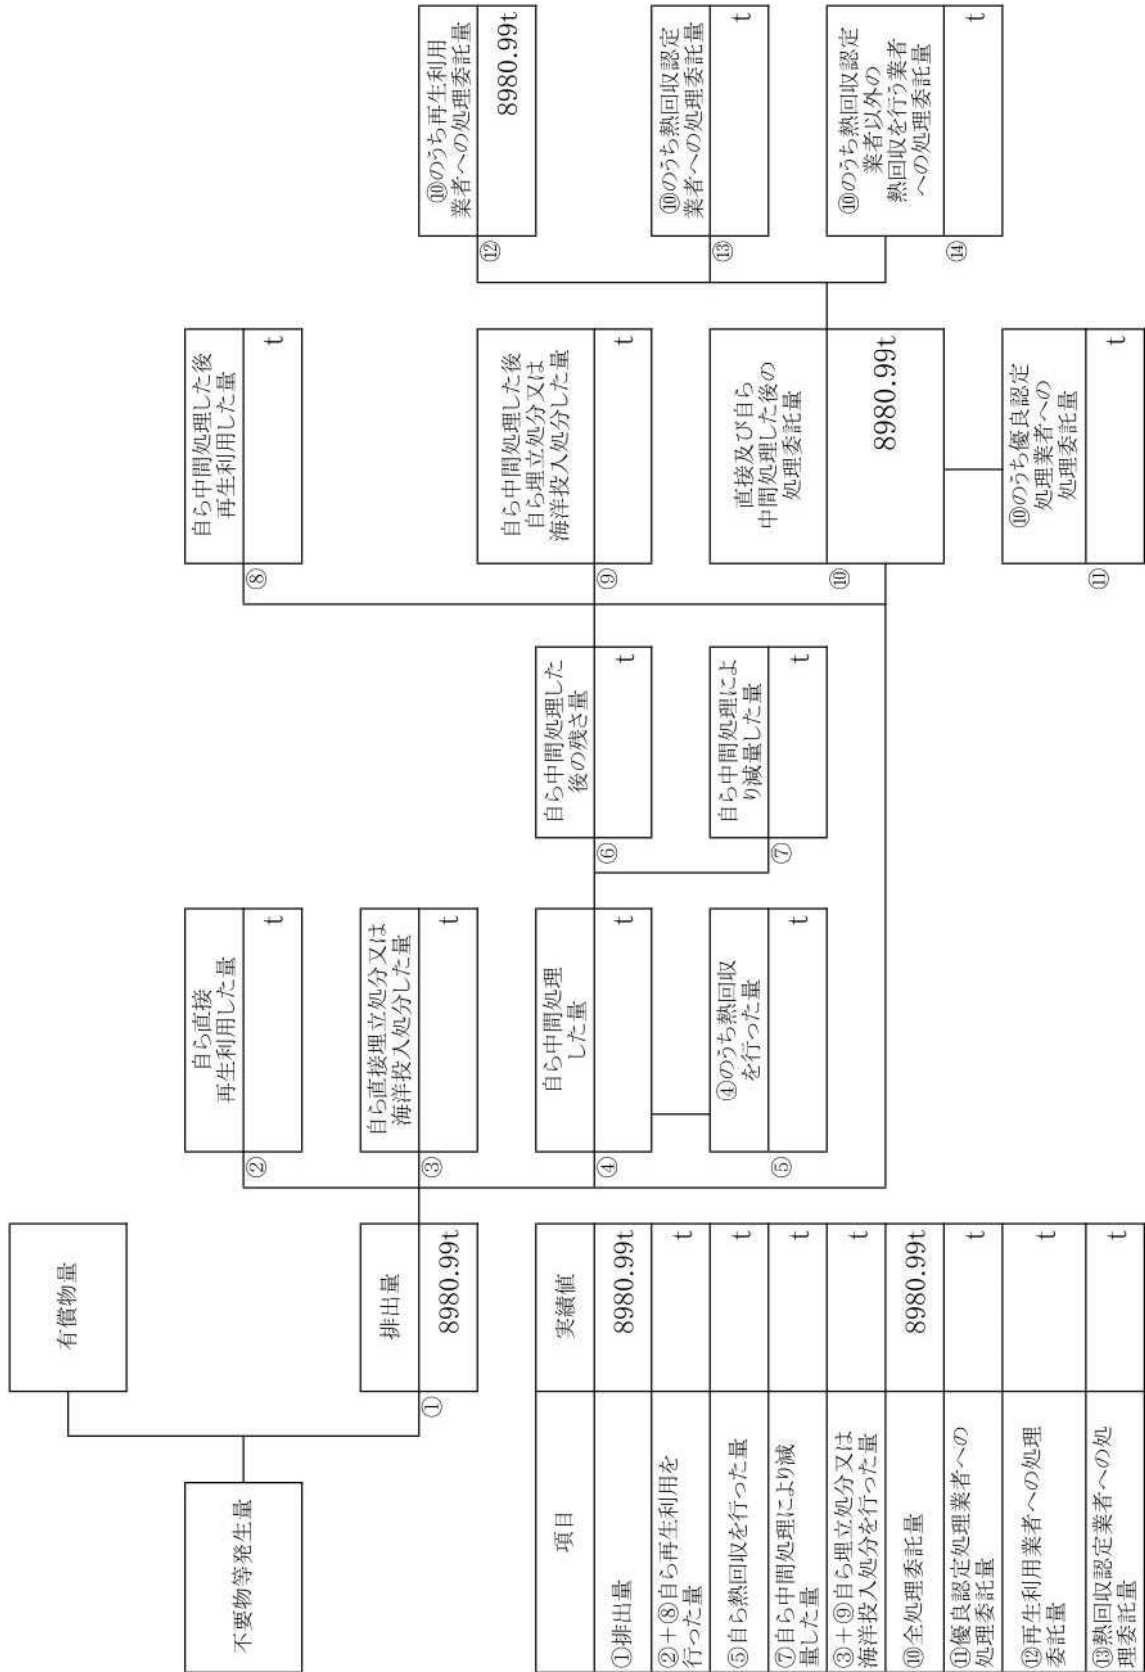 不要物等発生量
有償物量
排出量
①
8980.99t
自ら直接
再生利用した量
②
t
自ら直接埋立処分又は
海洋投入処分した量
③
t
自ら中間処理
した量
④
t
④のうち熱回収
を行った量
⑤
t
自ら中間処理した
後の残さ量
⑥
t
自ら中間処理によ
り減量した量
⑦
t
自ら中間処理した後
再生利用した量
⑧
t
自ら中間処理した後
自ら埋立処分又は
海洋投入処分した量
⑨
t
直接及び自ら
中間処理した後の
処理委託量
⑩
8980.99t
⑩のうち優良認定
処理業者への
処理委託量
⑪
t
⑩のうち再生利用
業者への処理委託量
⑫
8980.99t
⑩のうち熱回収認定
業者への処理委託量
⑬
t
⑩のうち熱回収認定
業者以外の
熱回収を行う業者
への処理委託量
⑭
t
項目
実績値
①排出量
8980.99t
②+⑧自ら再生利用を
行った量
t
⑤自ら熱回収を行った量
t
⑦自ら中間処理により減
量した量
t
③+⑨自ら埋立処分又は
海洋投入処分を行った量
t
⑩全処理委託量
8980.99t
⑪優良認定処理業者への
処理委託量
t
⑫再生利用業者への処理
委託量
t
⑬熱回収認定業者への処
理委託量
t